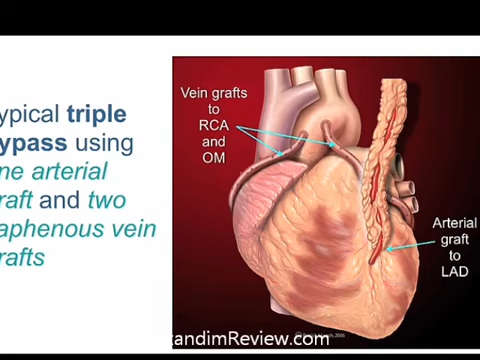 ypical triple
ypass using
ne arterial
raft and two
aphenous vein
rafts
Vein grafts
to
RCA
and
OM
Arterial
graft
to
LAD
tandimReview.com